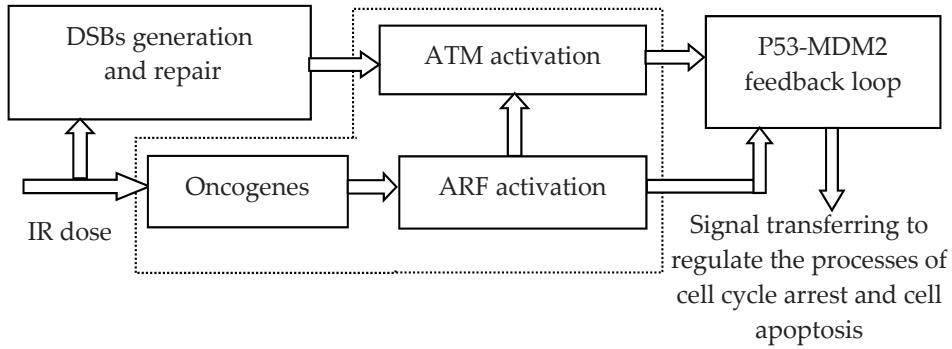 DSBs generation
and repair
ATM activation
P53-MDM2
feedback loop
Oncogenes
ARF activation
IR dose
Signal transferring to
regulate the processes of
cell cycle arrest and cell
apoptosis